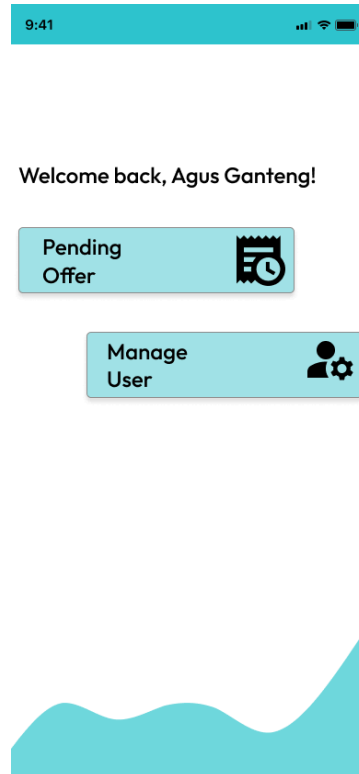 9:41
Welcome back, Agus Ganteng!
Pending
Offer
Manage
User